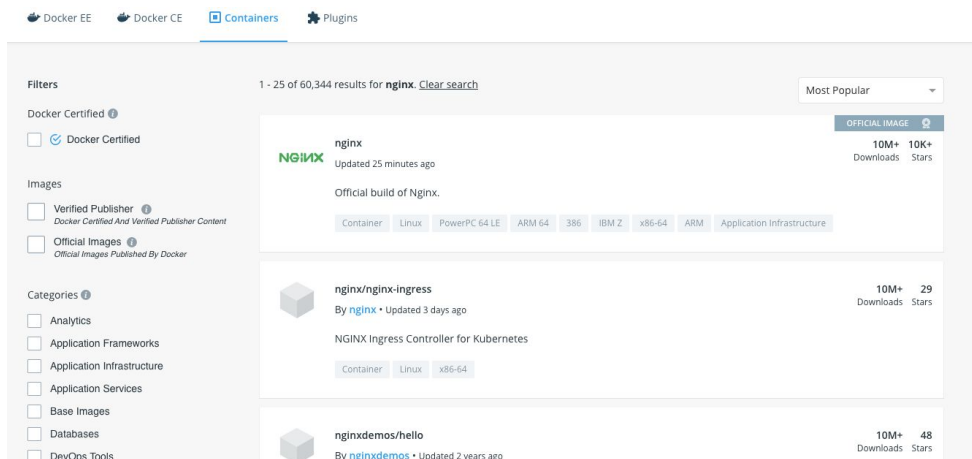 Docker EE
Docker CE
Containers
Plugins
Filters
1 - 25 of 60,344 results for nginx. Clear search
Most Popular
Docker Certified
Docker Certified
Images
Verified Publisher
Docker Certified And Verified Publisher Content
Official Images
Official Images Published By Docker
Categories
Analytics
Application Frameworks
Application Infrastructure
Application Services
Base Images
Databases
DevOps Tools
OFFICIAL IMAGE
NGINX
nginx
Updated 25 minutes ago
10M+ 10K+
Downloads Stars
Official build of Nginx.
Container Linux PowerPC 64 LE ARM 64 386 IBM Z x86-64 ARM Application Infrastructure
nginx/nginx-ingress
By nginx • Updated 3 days ago
10M+ 29
Downloads Stars
NGINX Ingress Controller for Kubernetes
Container Linux x86-64
nginxdemos/hello
By nginxdemos • Updated 2 years ago
10M+ 48
Downloads Stars